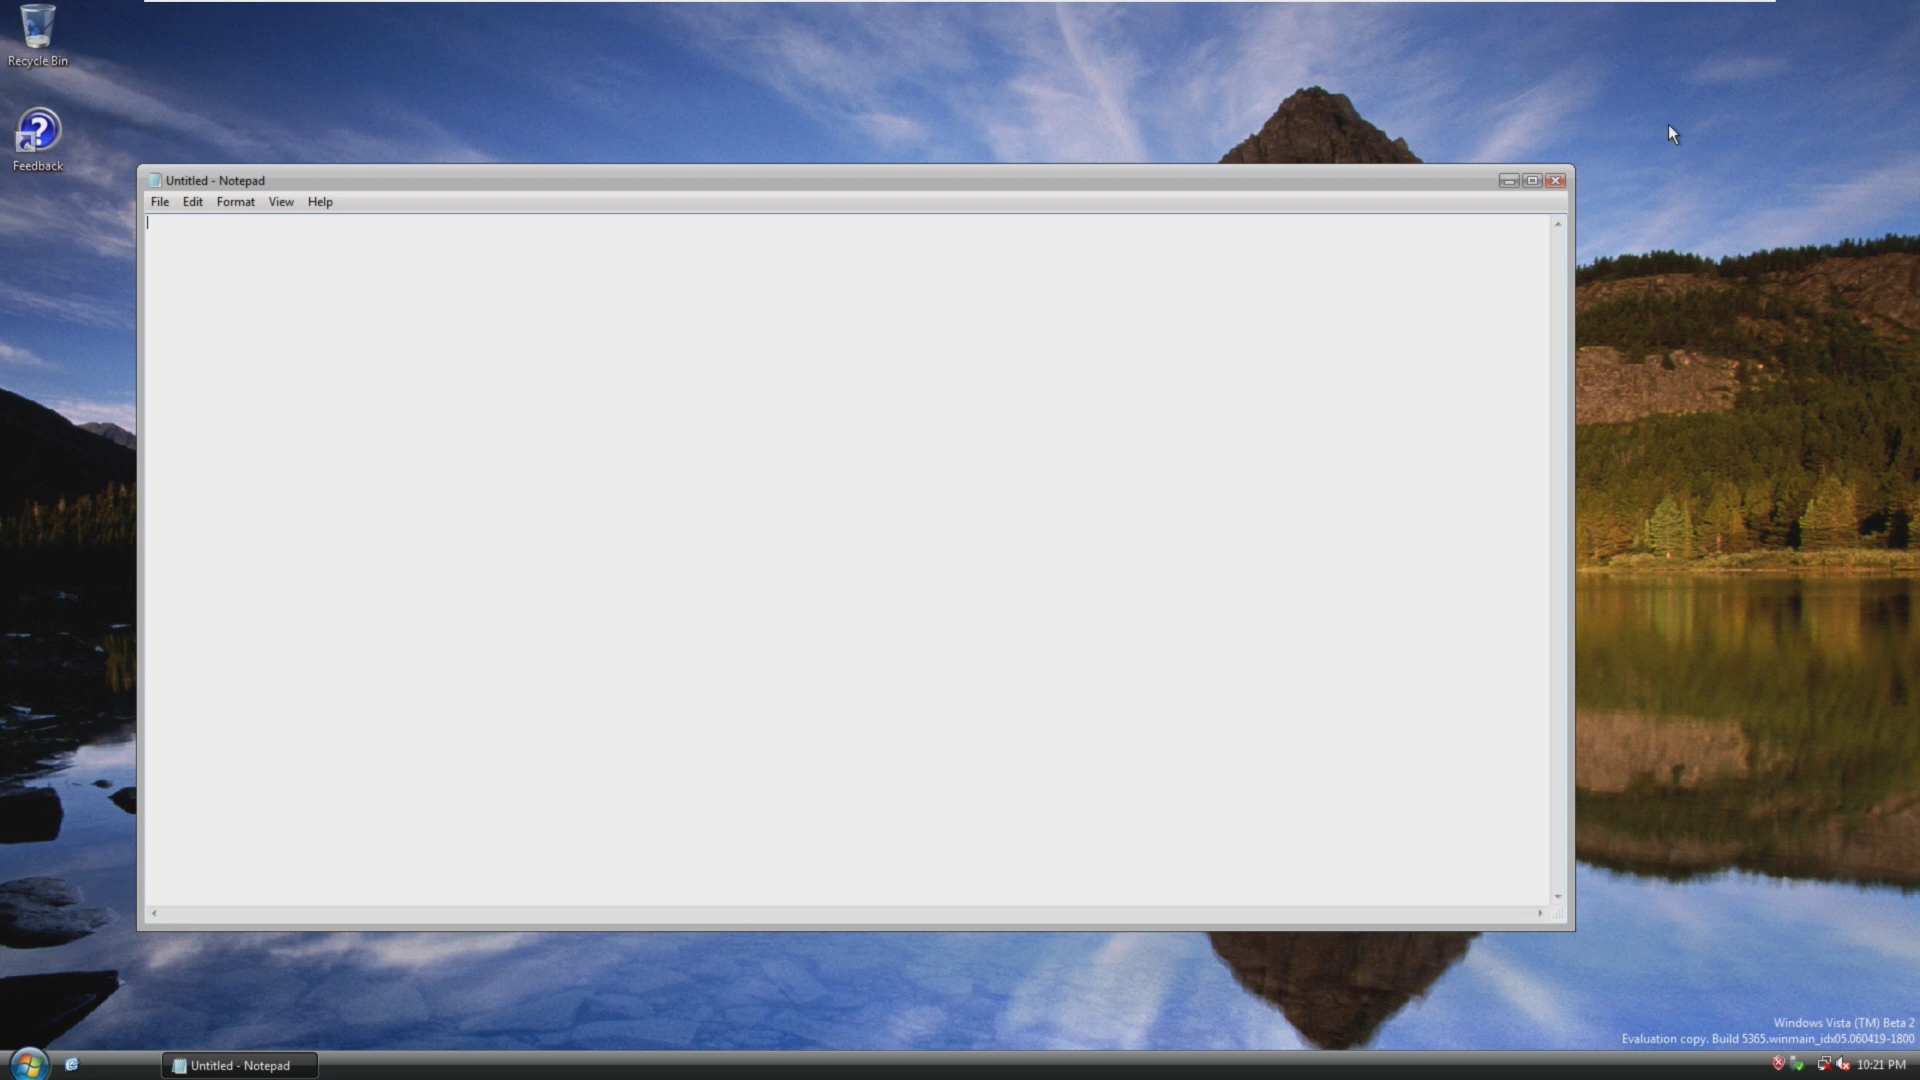 Recycle Bin
Feedback
Untitled - Notepad
File Edit Format View Help
Windows Vista (TM) Beta 2
Evaluation copy. Build 5365.winmain_idx05.060419-1800
Untitled - Notepad
10:21 PM